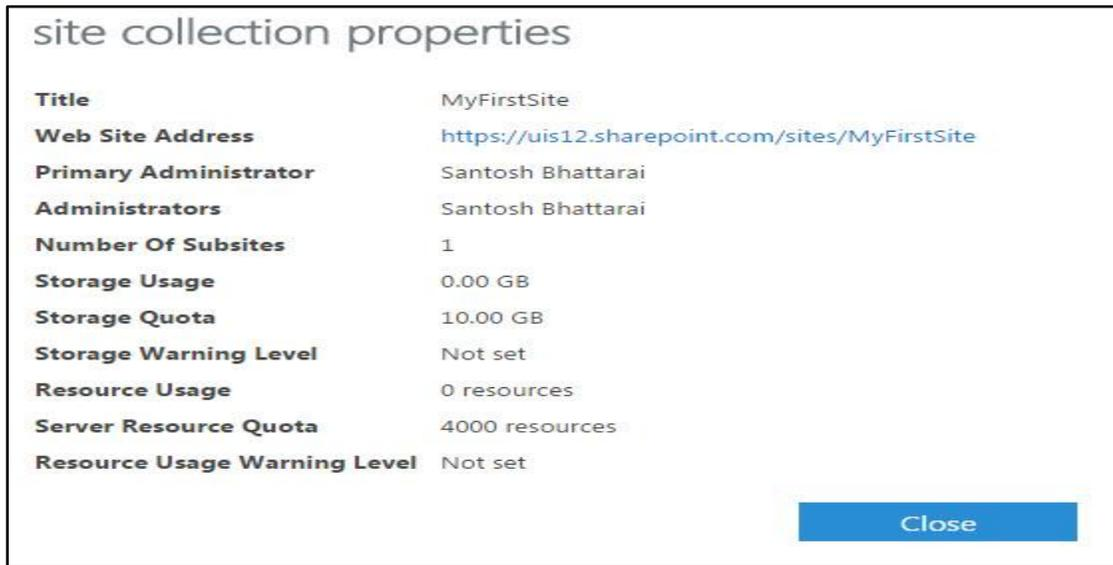 site collection properties
Title MyFirstSite
Web Site Address https://uis12.sharepoint.com/sites/MyFirstSite
Primary Administrator Santosh Bhattarai
Administrators Santosh Bhattarai
Number Of Subsites 1
Storage Usage 0.00 GB
Storage Quota 10.00 GB
Storage Warning Level Not set
Resource Usage 0 resources
Server Resource Quota 4000 resources
Resource Usage Warning Level Not set
Close